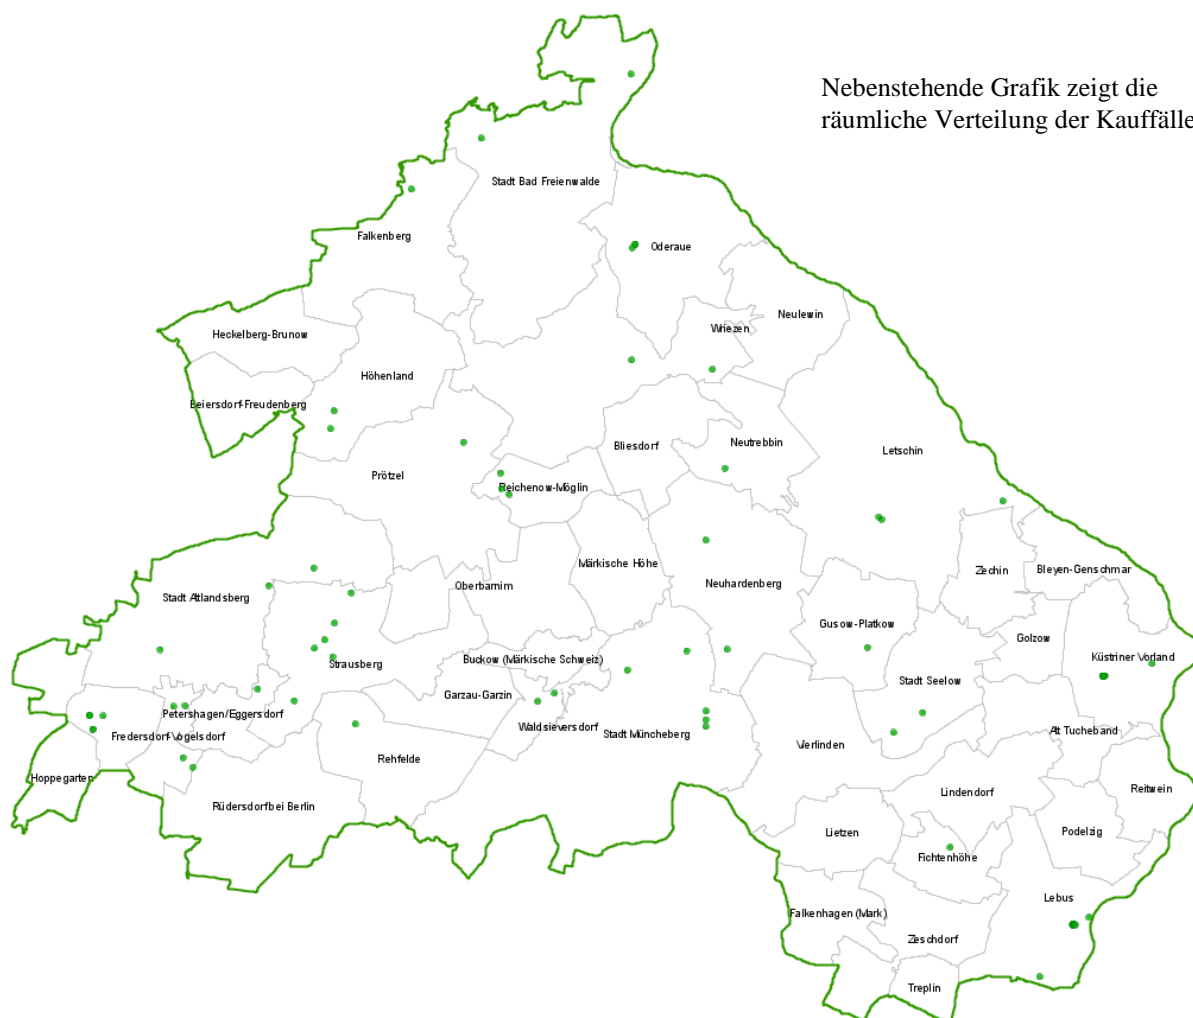 Nebenstehende Grafik zeigt die
räumliche Verteilung der Kauffälle
Stadt Bad Freienwalde
Falkenberg
Oderaue
Neulewin
Wriezen
Heckelberg-Brunow
Höhenland
Beiersdorf-Freudenberg
Bliesdorf
Neutrebbin
Letschin
Prötzel
Reichenow-Möglin
Märkische Höhe
Zechin
Bleyen-Genschmar
Oberbarnim
Neuhardenberg
Stadt Altlandsberg
Gusow-Platkow
Golzow
Strausberg
Buckow (Märkische Schweiz)
Küstriner Vorland
Garzau-Garzin
Stadt Seelow
Petershagen/Eggersdorf
Waldsieversdorf
Stadt Müncheberg
Alt Tucheband
Fredersdorf-Vogelsdorf
Vierlinden
Rehfelde
Hoppegarten
Reitwein
Lindendorf
Rüdersdorf bei Berlin
Lietzen
Podelzig
Fichtenhöhe
Lebus
Falkenhagen (Mark)
Zeschdorf
Treplin